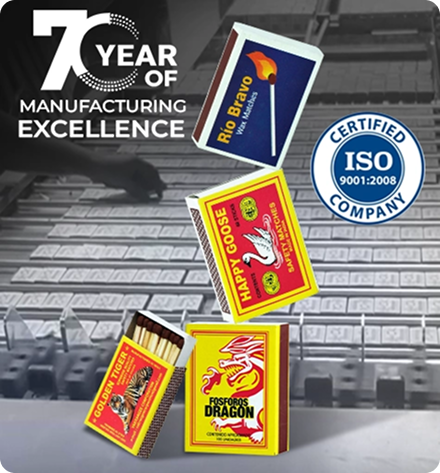 70 YEAR
OF
MANUFACTURING
EXCELLENCE
Río Bravo
Wax Matches
CERTIFIED
ISO
9001:2008
COMPANY
HAPPY GOOSE
SAFETY MATCHES
GOLDEN TIGER
FOSFOROS
DRAGON